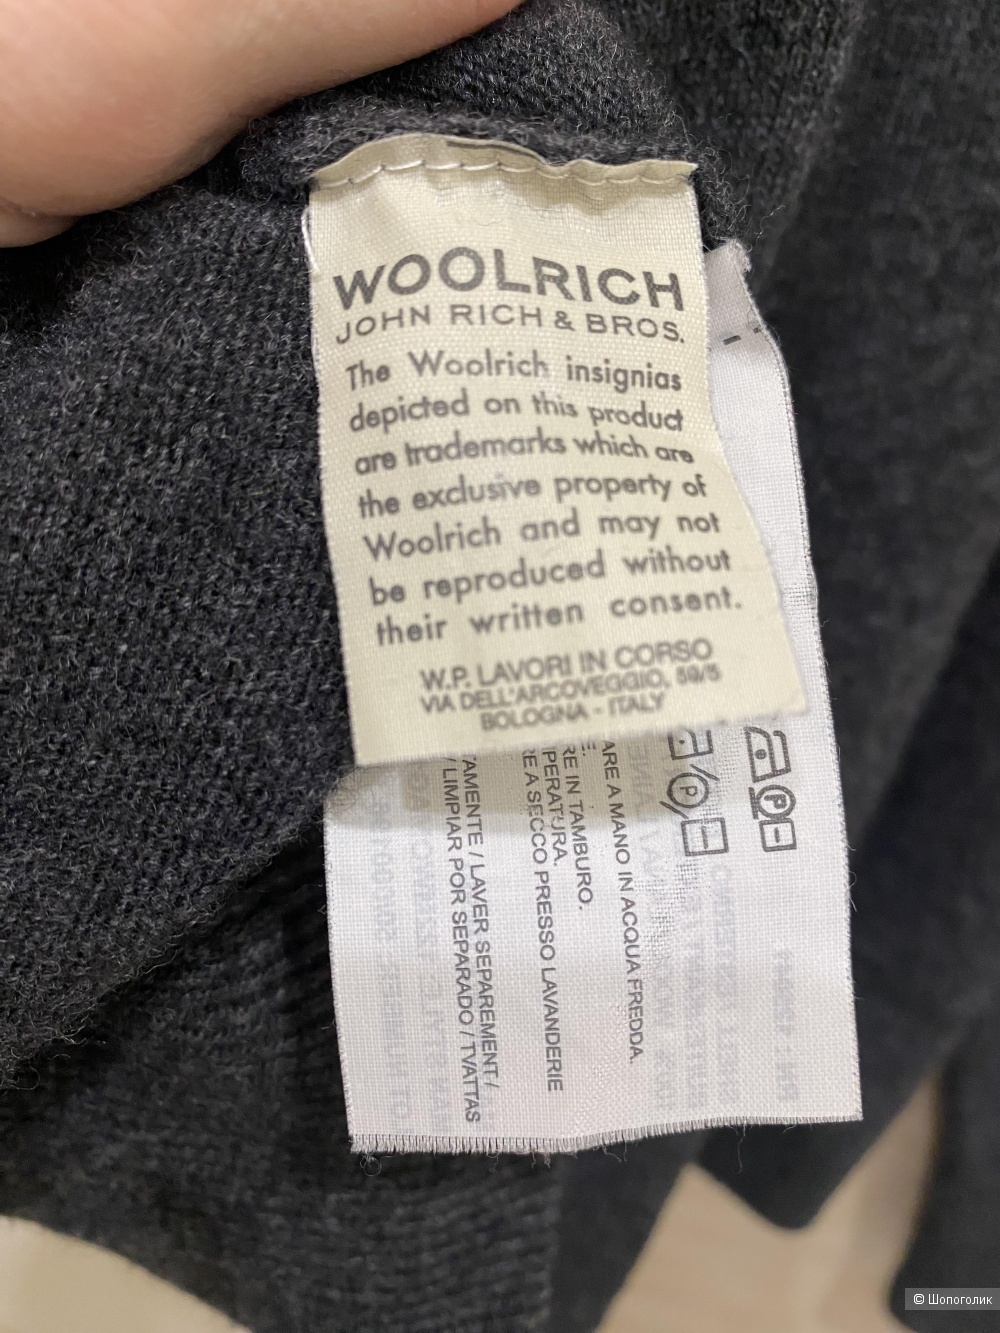 WOOLRICH
JOHN RICH & BROS.
The Woolrich insignias
depicted on this product
are trademarks which are
the exclusive property of
Woolrich and may not
be reproduced without
their written consent.
W.P. LAVORI IN CORSO
VIA DELL'ARCOVEGGIO, 59/5
BOLOGNA - ITALY
ARE A MANO IN ACQUA FREDDA.
E.
RE IN TAMBURO.
PERATURA.
RE A SECCO PRESSO LAVANDERIE
TAMENTE / LAVER SEPAREMENT /
/ LIMPIAR POR SEPARADO / TVATTAS
© Шопоголик